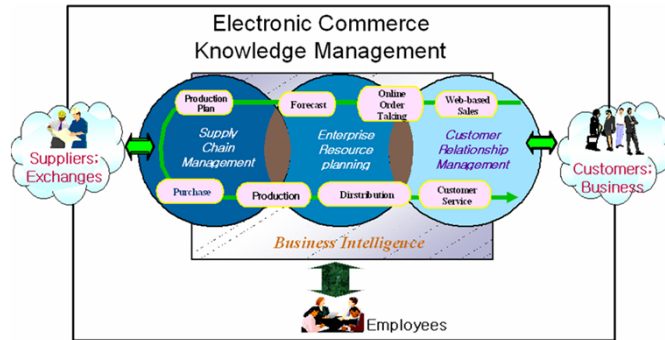 Electronic Commerce
Knowledge Management
Production
Plan
Forecast
Online
Order
Taking
Web-based
Sales
Supply
Chain
Management
Enterprise
Resource
planning
Customer
Relationship
Management
Suppliers;
Exchanges
Customers;
Business
Purchase
Production
Dirstribution
Customer
Service
Business Intelligence
Employees